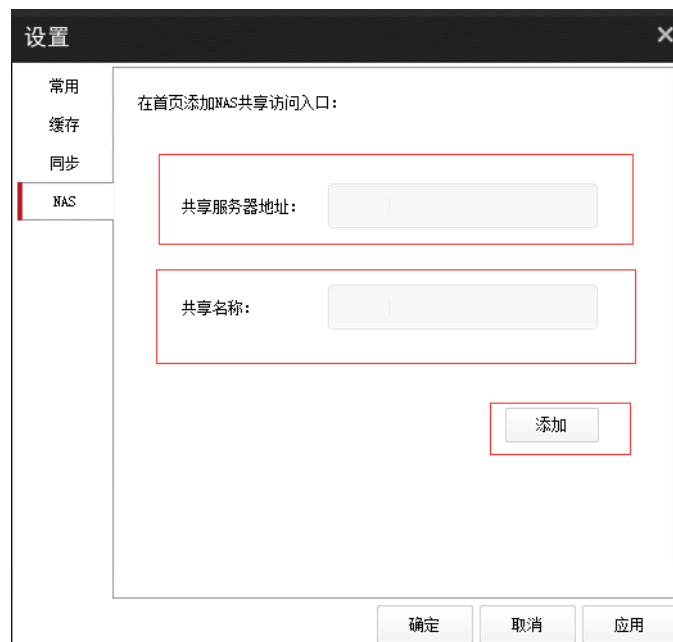 设置
常用
缓存
同步
NAS
在首页添加NAS共享访问入口：
共享服务器地址：
共享名称：
添加
确定
取消
应用